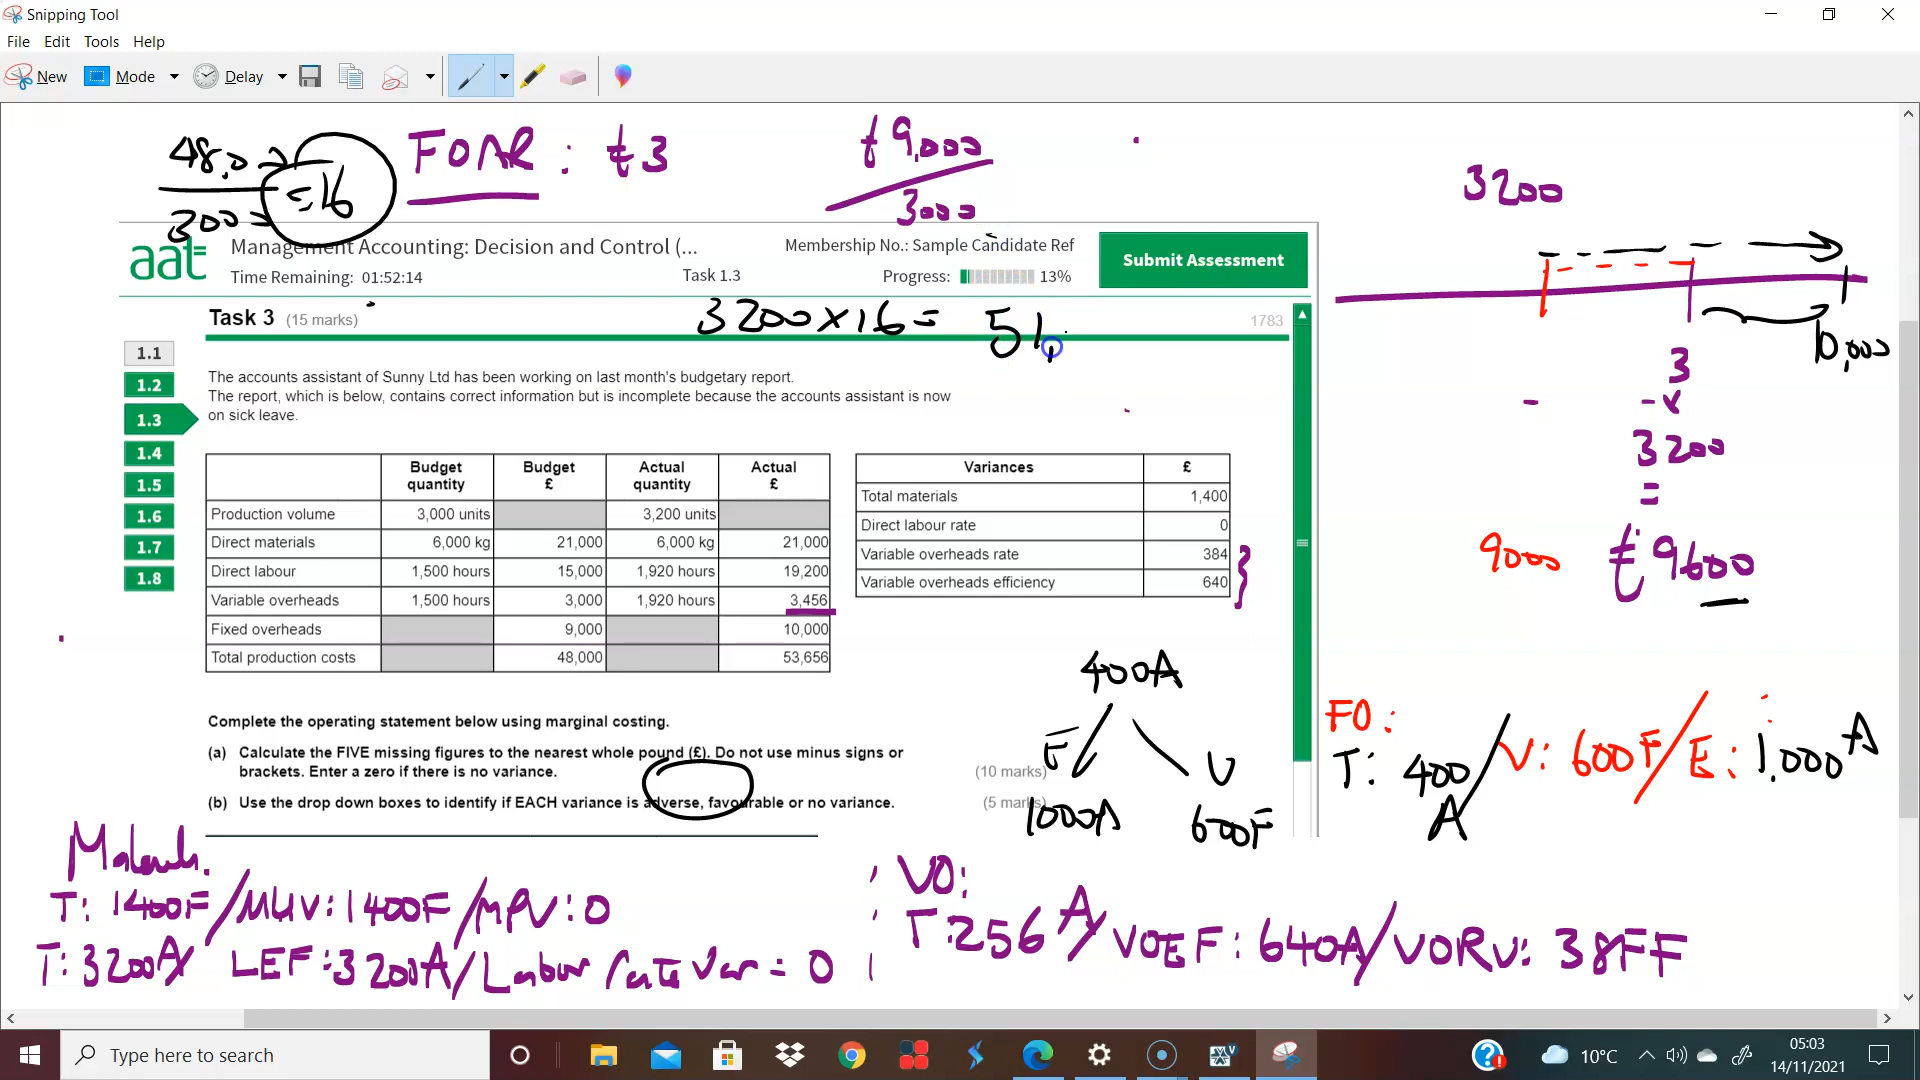 Snipping Tool
File Edit Tools Help
New Mode Delay
48,0
300
=16
FOAR : £3
£9,000
3000
3200
aat
Management Accounting: Decision and Control (...
Membership No.: Sample Candidate Ref
Submit Assessment
Time Remaining: 01:52:14
Task 1.3
Progress: 13%
Task 3 (15 marks)
3200 × 16 = 51,
1783
10,000
1.1
1.2
1.3
1.4
1.5
1.6
1.7
1.8
The accounts assistant of Sunny Ltd has been working on last month's budgetary report.
The report, which is below, contains correct information but is incomplete because the accounts assistant is now
on sick leave.
3
- ×
3200
=
9000 £9600
Budget quantity Budget £ Actual quantity Actual £
Production volume 3,000 units 3,200 units
Direct materials 6,000 kg 21,000 6,000 kg 21,000
Direct labour 1,500 hours 15,000 1,920 hours 19,200
Variable overheads 1,500 hours 3,000 1,920 hours 3,456
Fixed overheads 9,000 10,000
Total production costs 48,000 53,656
Variances £
Total materials 1,400
Direct labour rate 0
Variable overheads rate 384
Variable overheads efficiency 640
400A
E V
1000A 600F
FO:
T: 400 A / V: 600F / E: 1,000 A
Complete the operating statement below using marginal costing.
(a) Calculate the FIVE missing figures to the nearest whole pound (£). Do not use minus signs or
brackets. Enter a zero if there is no variance. (10 marks)
(b) Use the drop down boxes to identify if EACH variance is adverse, favourable or no variance. (5 marks)
T: 1400F / MUV: 1400F / MPV: 0
T: 3200A / LEF: 3200A / Labour rate Var = 0
VO:
T: 256 A / VOEF: 640A / VORV: 38FF
Type here to search
10°C
05:03
14/11/2021